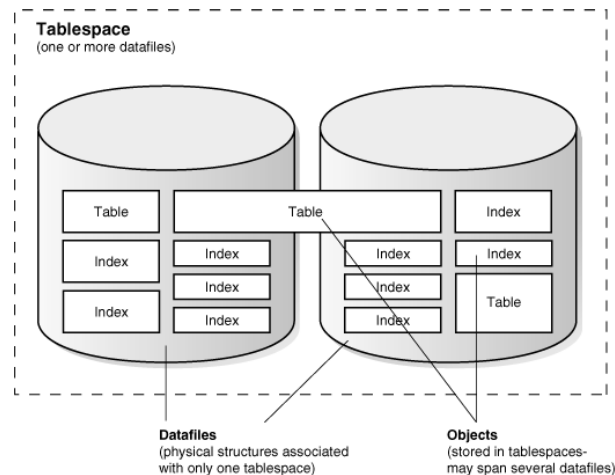 Tablespace
(one or more datafiles)
Table
Table
Index
Index
Index
Index
Index
Index
Index
Index
Index
Index
Table
Datafiles
(physical structures associated
with only one tablespace)
Objects
(stored in tablespaces-
may span several datafiles)